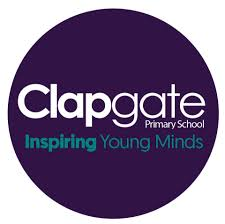 Clapgate
Primary School
Inspiring Young Minds